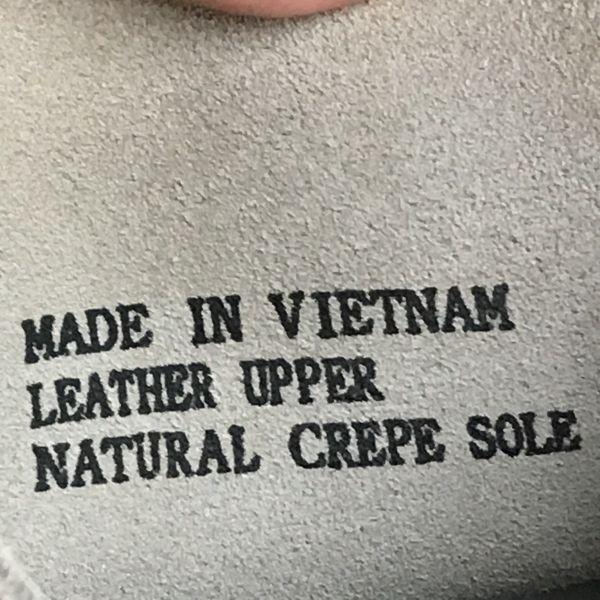 MADE IN VIETNAM
LEATHER UPPER
NATURAL CREPE SOLE